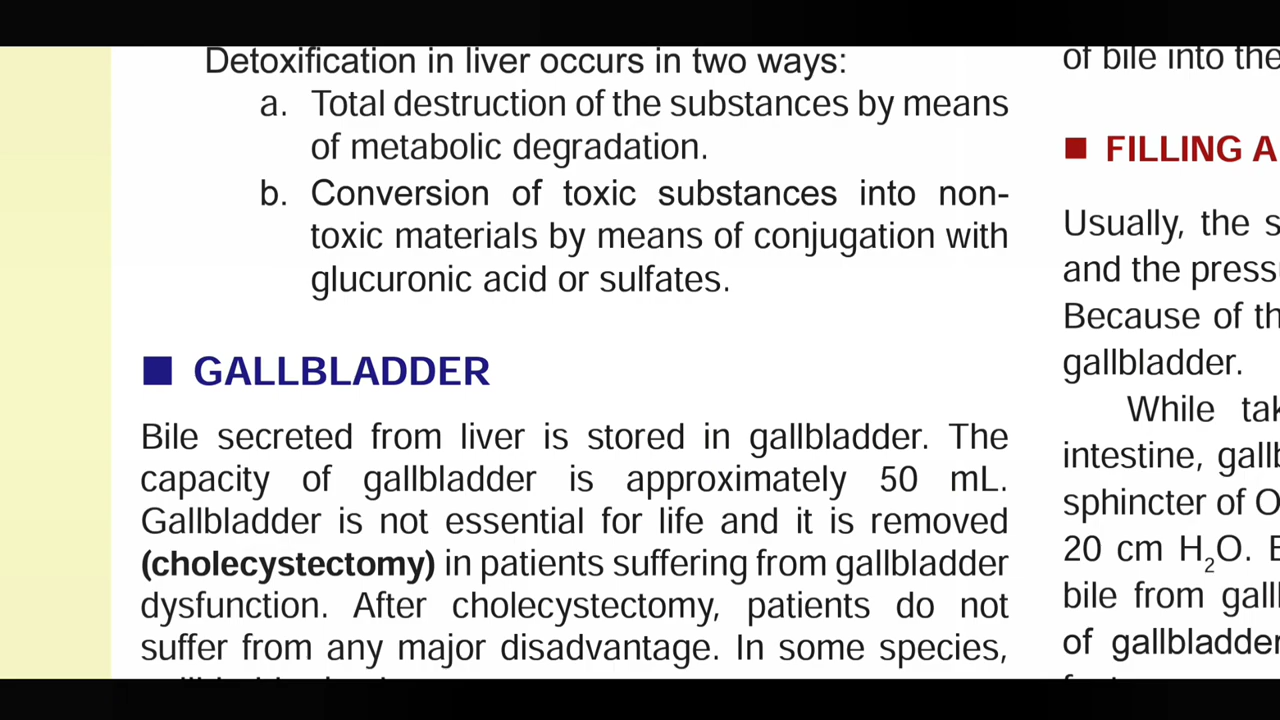 Detoxification in liver occurs in two ways:
a. Total destruction of the substances by means
of metabolic degradation.
b. Conversion of toxic substances into non-
toxic materials by means of conjugation with
glucuronic acid or sulfates.
■ GALLBLADDER
Bile secreted from liver is stored in gallbladder. The
capacity of gallbladder is approximately 50 mL.
Gallbladder is not essential for life and it is removed
(cholecystectomy) in patients suffering from gallbladder
dysfunction. After cholecystectomy, patients do not
suffer from any major disadvantage. In some species,
of bile into the
■ FILLING
Usually, the
and the
Because of
gallbladder.
While
intestine,
sphincter of
20 cm H₂O.
bile from
of gallbladder